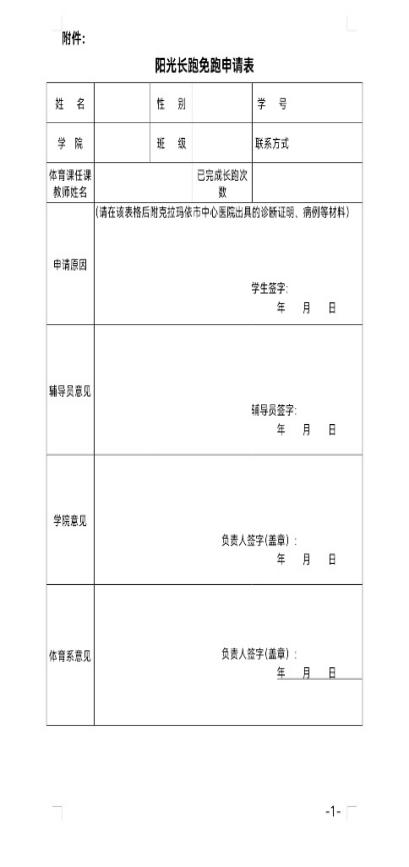 附件：
阳光长跑免跑申请表
姓 名 性 别 学 号
学 院 班 级 联系方式
体育课任课
教师姓名
已完成长跑次
数
(请在该表格后附克拉玛依市中心医院出具的诊断证明、病例等材料)
申请原因
学生签字：
年 月 日
辅导员意见
辅导员签字：
年 月 日
学院意见
负责人签字(盖章)：
年 月 日
体育系意见
负责人签字(盖章)：
年 月 日
-1-